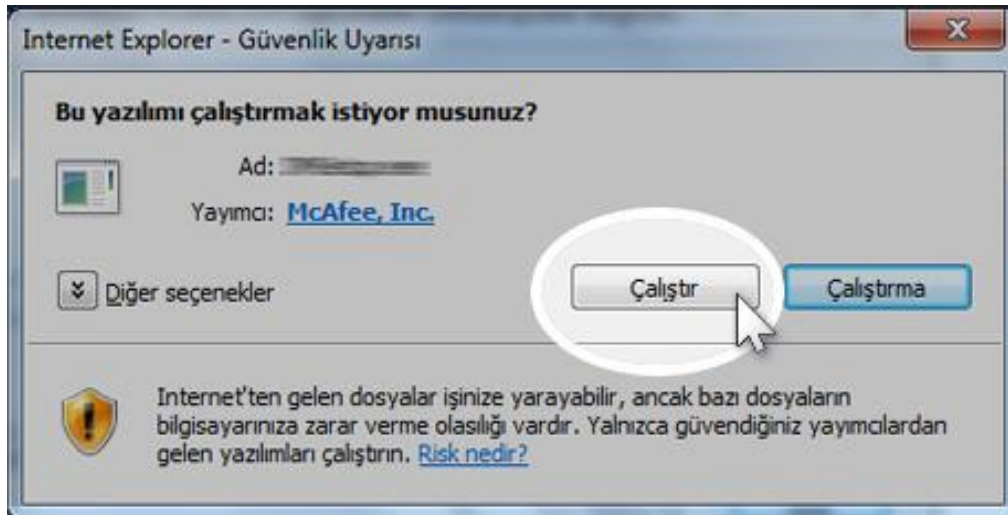 Internet Explorer - Güvenlik Uyarısı
Bu yazılımı çalıştırmak istiyor musunuz?
Ad:
Yayımcı: McAfee, Inc.
Diğer seçenekler
Çalıştır Çalıştırma
Internet'ten gelen dosyalar işinize yarayabilir, ancak bazı dosyaların
bilgisayarınıza zarar verme olasılığı vardır. Yalnızca güvendiğiniz yayımcılardan
gelen yazılımları çalıştırın. Risk nedir?